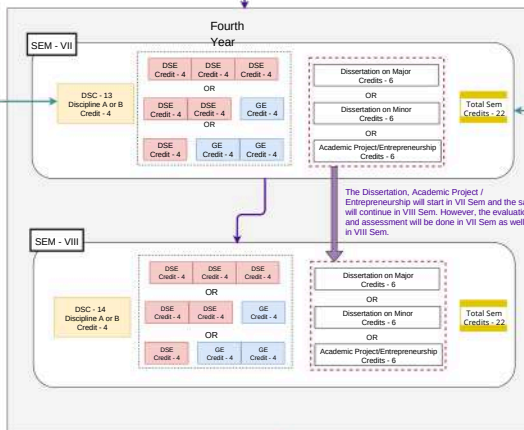 Fourth
Year
SEM - VII
DSC - 13
Discipline A or B
Credit - 4
DSE DSE DSE
Credit - 4 Credit - 4 Credit - 4
OR
DSE DSE GE
Credit - 4 Credit - 4 Credit - 4
OR
DSE GE GE
Credit - 4 Credit - 4 Credit - 4
Dissertation on Major
Credits - 6
OR
Dissertation on Minor
Credits - 6
OR
Academic Project/Entrepreneurship
Credits - 6
Total Sem
Credits - 22
The Dissertation, Academic Project /
Entrepreneurship will start in VII Sem and the
will continue in VIII Sem. However, the
and assessment will be done in VII Sem as well
in VIII Sem.
SEM - VIII
DSC - 14
Discipline A or B
Credit - 4
DSE DSE DSE
Credit - 4 Credit - 4 Credit - 4
OR
DSE DSE GE
Credit - 4 Credit - 4 Credit - 4
OR
DSE GE GE
Credit - 4 Credit - 4 Credit - 4
Dissertation on Major
Credits - 6
OR
Dissertation on Minor
Credits - 6
OR
Academic Project/Entrepreneurship
Credits - 6
Total Sem
Credits - 22